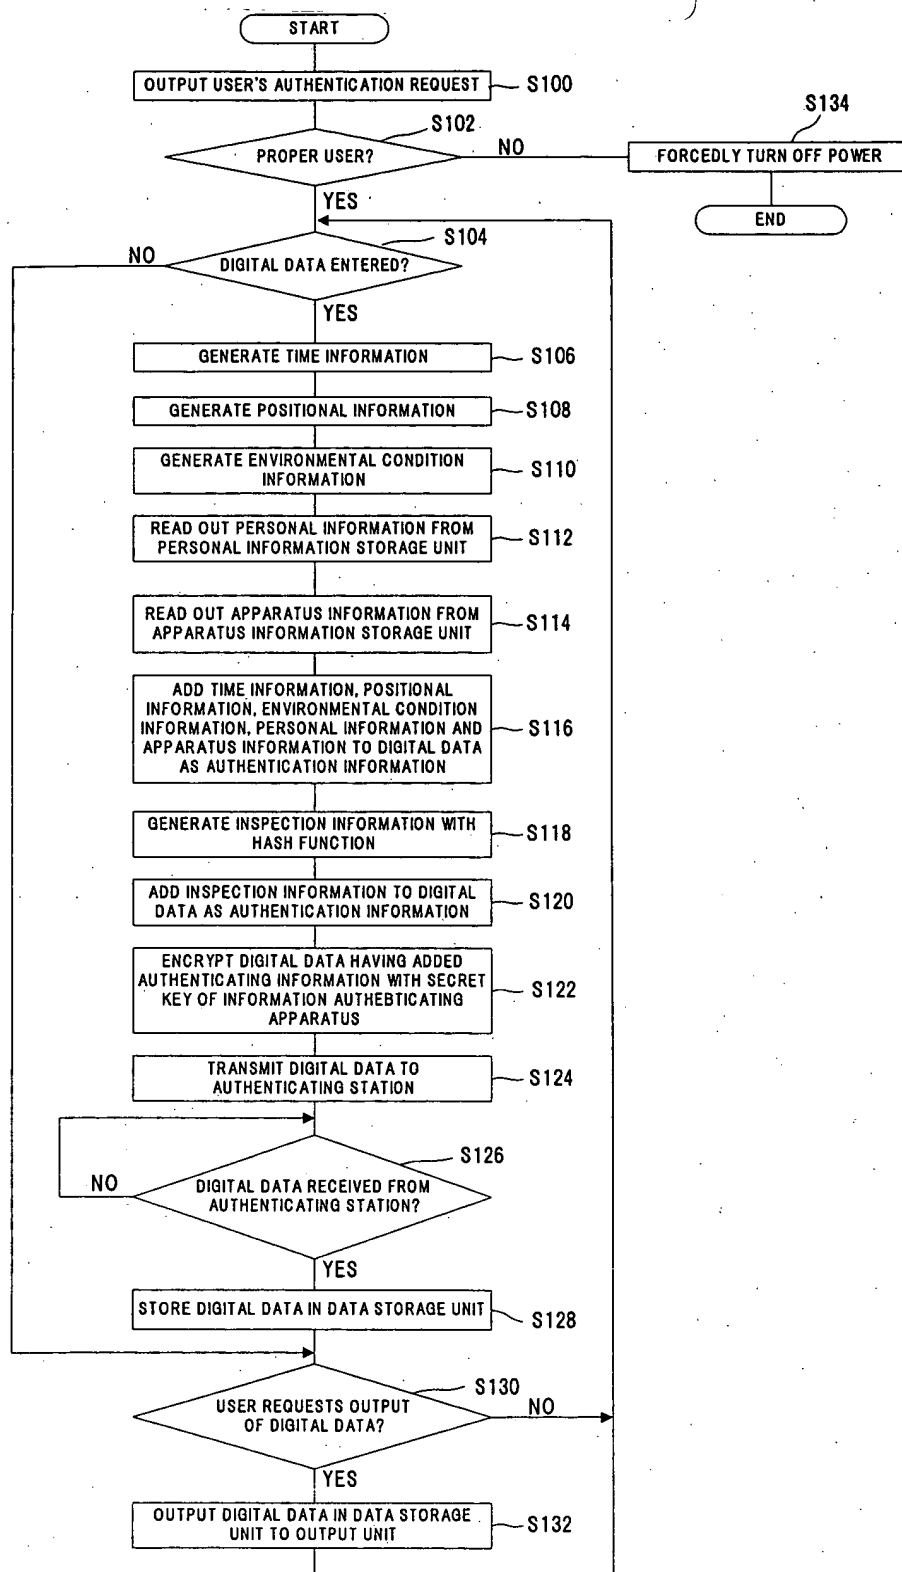 START
OUTPUT USER'S AUTHENTICATION REQUEST
S100
S102
PROPER USER?
NO
S134
FORCEDLY TURN OFF POWER
END
YES
S104
NO
DIGITAL DATA ENTERED?
YES
GENERATE TIME INFORMATION
S106
GENERATE POSITIONAL INFORMATION
S108
GENERATE ENVIRONMENTAL CONDITION
INFORMATION
S110
READ OUT PERSONAL INFORMATION FROM
PERSONAL INFORMATION STORAGE UNIT
S112
READ OUT APPARATUS INFORMATION FROM
APPARATUS INFORMATION STORAGE UNIT
S114
ADD TIME INFORMATION, POSITIONAL
INFORMATION, ENVIRONMENTAL CONDITION
INFORMATION, PERSONAL INFORMATION AND
APPARATUS INFORMATION TO DIGITAL DATA
AS AUTHENTICATION INFORMATION
S116
GENERATE INSPECTION INFORMATION WITH
HASH FUNCTION
S118
ADD INSPECTION INFORMATION TO DIGITAL
DATA AS AUTHENTICATION INFORMATION
S120
ENCRYPT DIGITAL DATA HAVING ADDED
AUTHENTICATING INFORMATION WITH SECRET
KEY OF INFORMATION AUTHEBTICATING
APPARATUS
S122
TRANSMIT DIGITAL DATA TO
AUTHENTICATING STATION
S124
S126
NO
DIGITAL DATA RECEIVED FROM
AUTHENTICATING STATION?
YES
STORE DIGITAL DATA IN DATA STORAGE UNIT
S128
S130
USER REQUESTS OUTPUT
OF DIGITAL DATA?
NO
YES
OUTPUT DIGITAL DATA IN DATA STORAGE
UNIT TO OUTPUT UNIT
S132